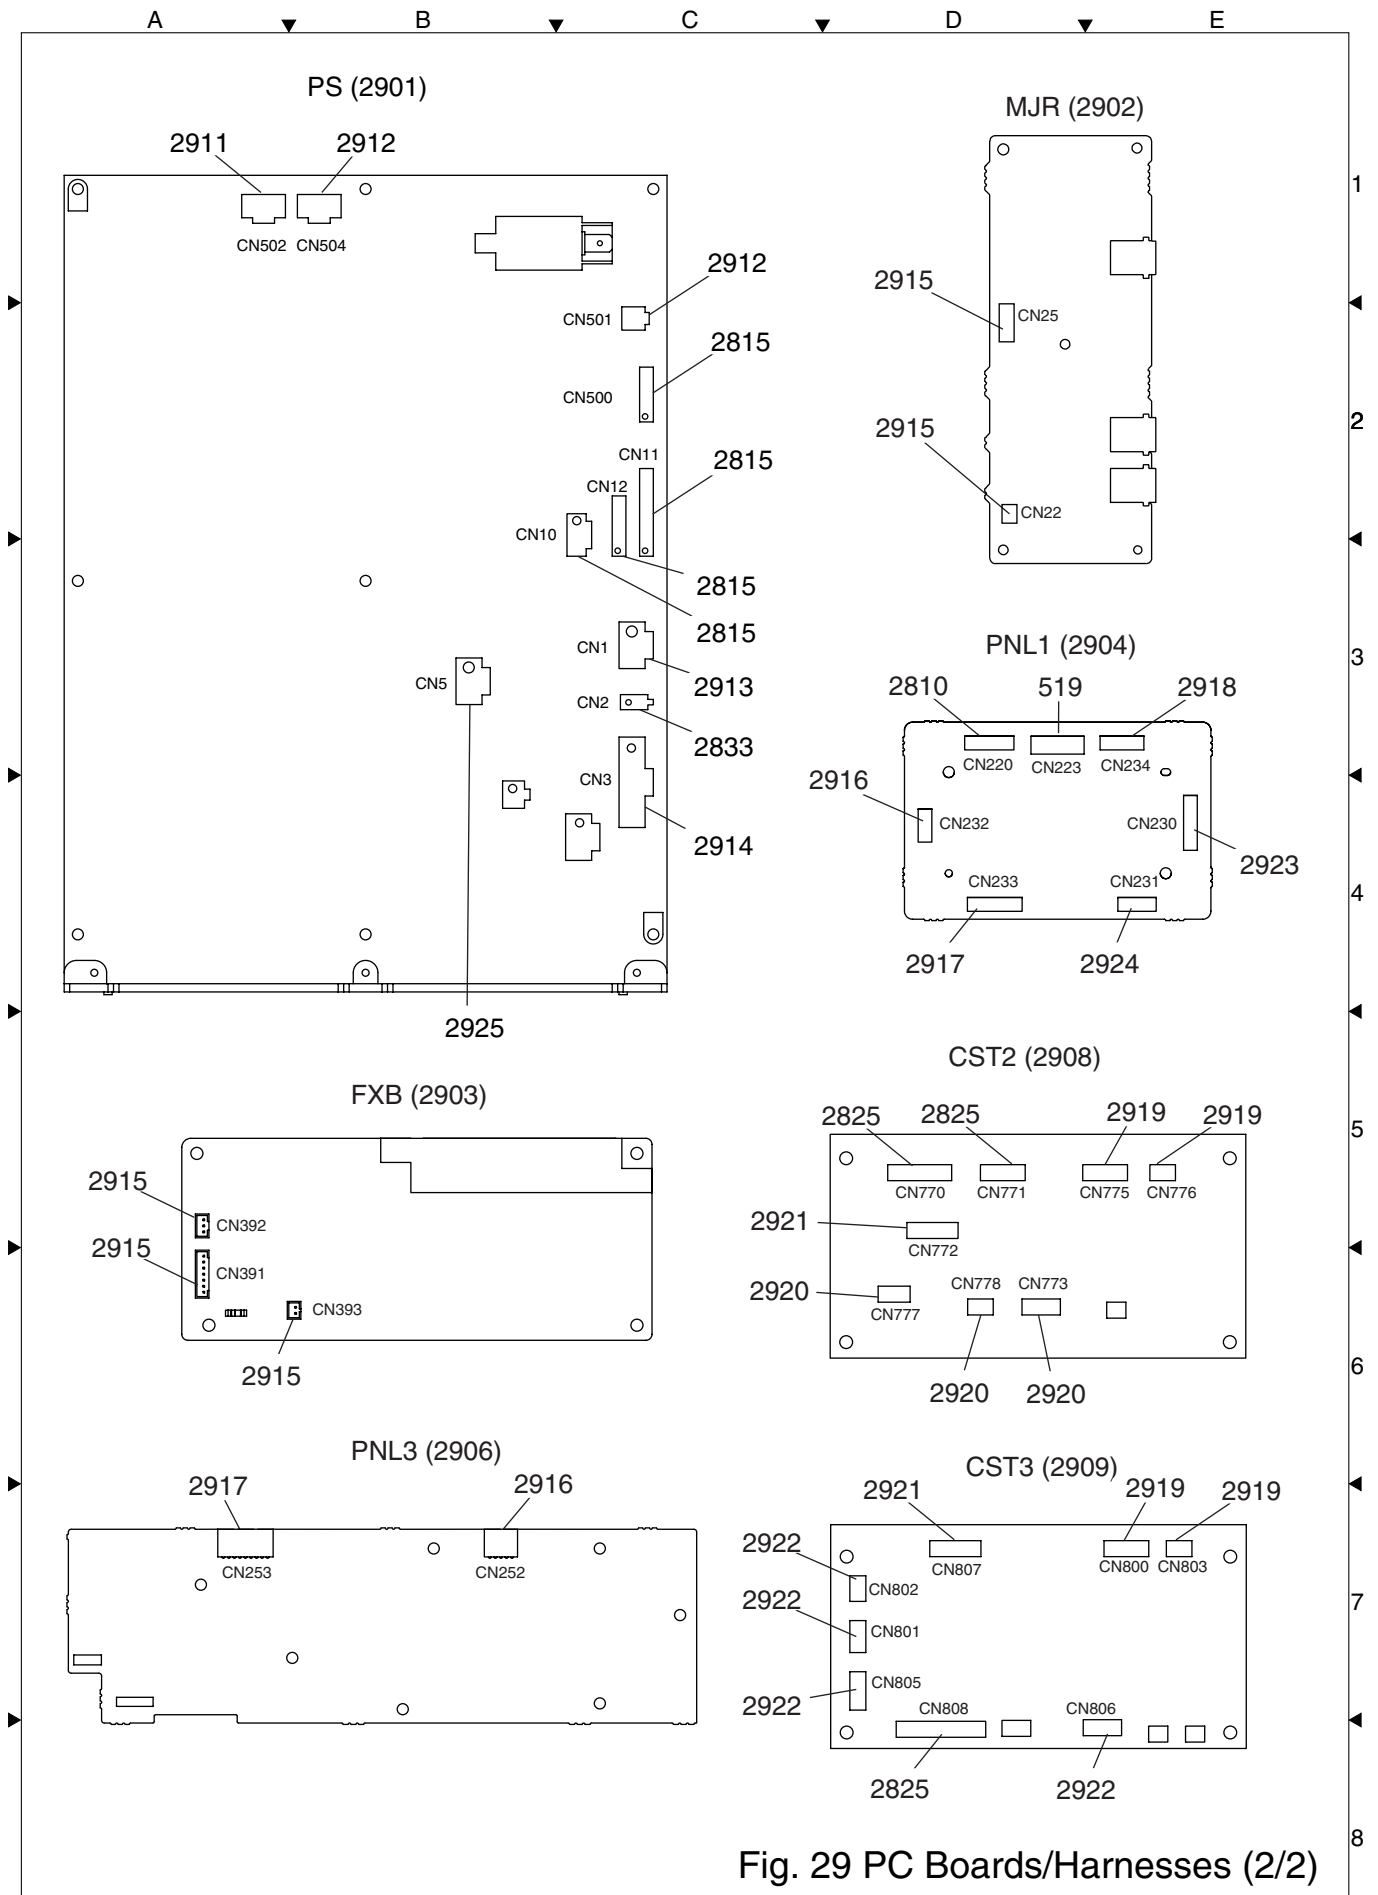 A B C D E
PS (2901)
2911 2912
CN502 CN504
2912
CN501
2815
CN500
CN11
2815
CN12
CN10
2815
2815
CN1
2913
CN5
CN2
2833
CN3
2914
2925
MJR (2902)
2915
CN25
2915
CN22
PNL1 (2904)
2810 519 2918
CN220 CN223 CN234
2916
CN232
CN230
2923
CN233 CN231
2917 2924
FXB (2903)
2915
CN392
2915
CN391
CN393
2915
CST2 (2908)
2825 2825 2919 2919
CN770 CN771 CN775 CN776
2921
CN772
2920
CN777
CN778 CN773
2920 2920
PNL3 (2906)
2917 2916
CN253 CN252
CST3 (2909)
2921 2919 2919
CN807 CN800 CN803
2922
CN802
2922
CN801
CN805
2922
CN808 CN806
2825 2922
1
2
3
4
5
6
7
8
Fig. 29 PC Boards/Harnesses (2/2)